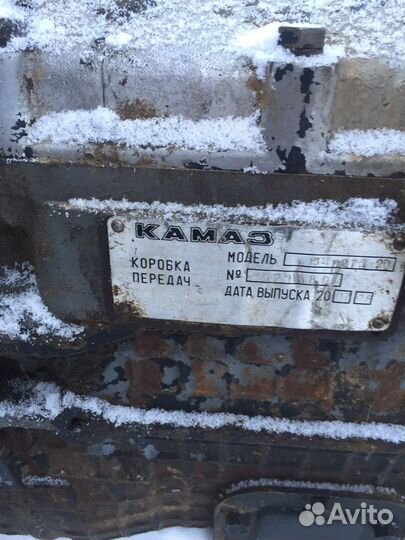 КАМАЗ
МОДЕЛЬ
КОРОБКА ПЕРЕДАЧ
№
ДАТА ВЫПУСКА 20
Avito